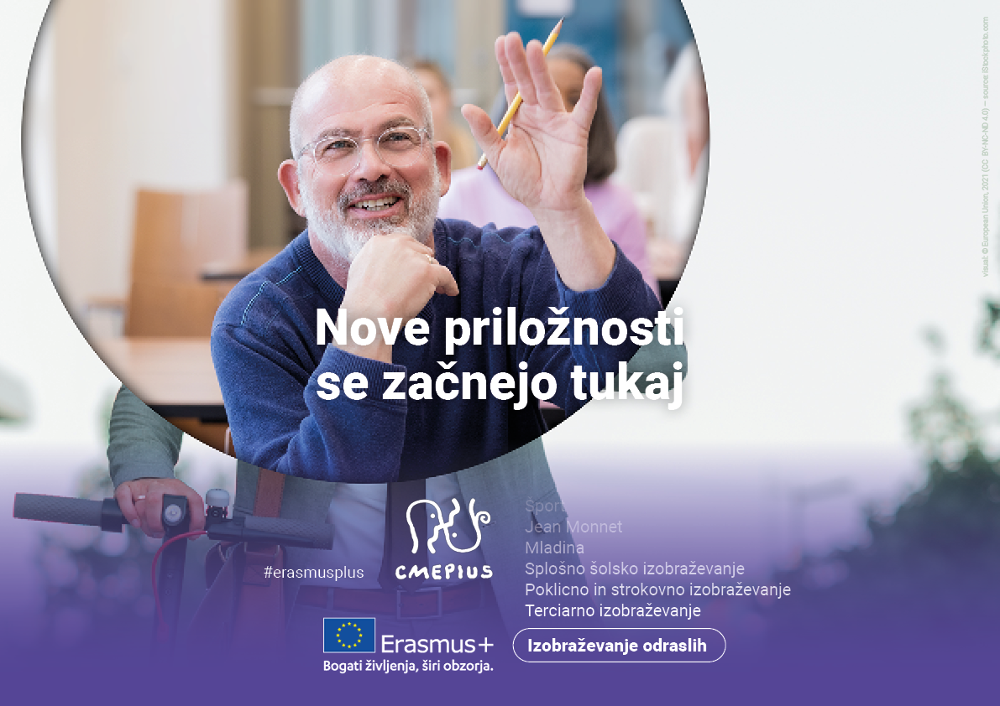 visual: © European Union, 2021 (CC BY-NC-ND 4.0) – source: iStockphoto.com
Nove priložnosti
se začnejo tukaj
#erasmusplus
CMEPIUS
Šport
Jean Monnet
Mladina
Splošno šolsko izobraževanje
Poklicno in strokovno izobraževanje
Terciarno izobraževanje
Izobraževanje odraslih
Erasmus+
Bogati življenja, širi obzorja.